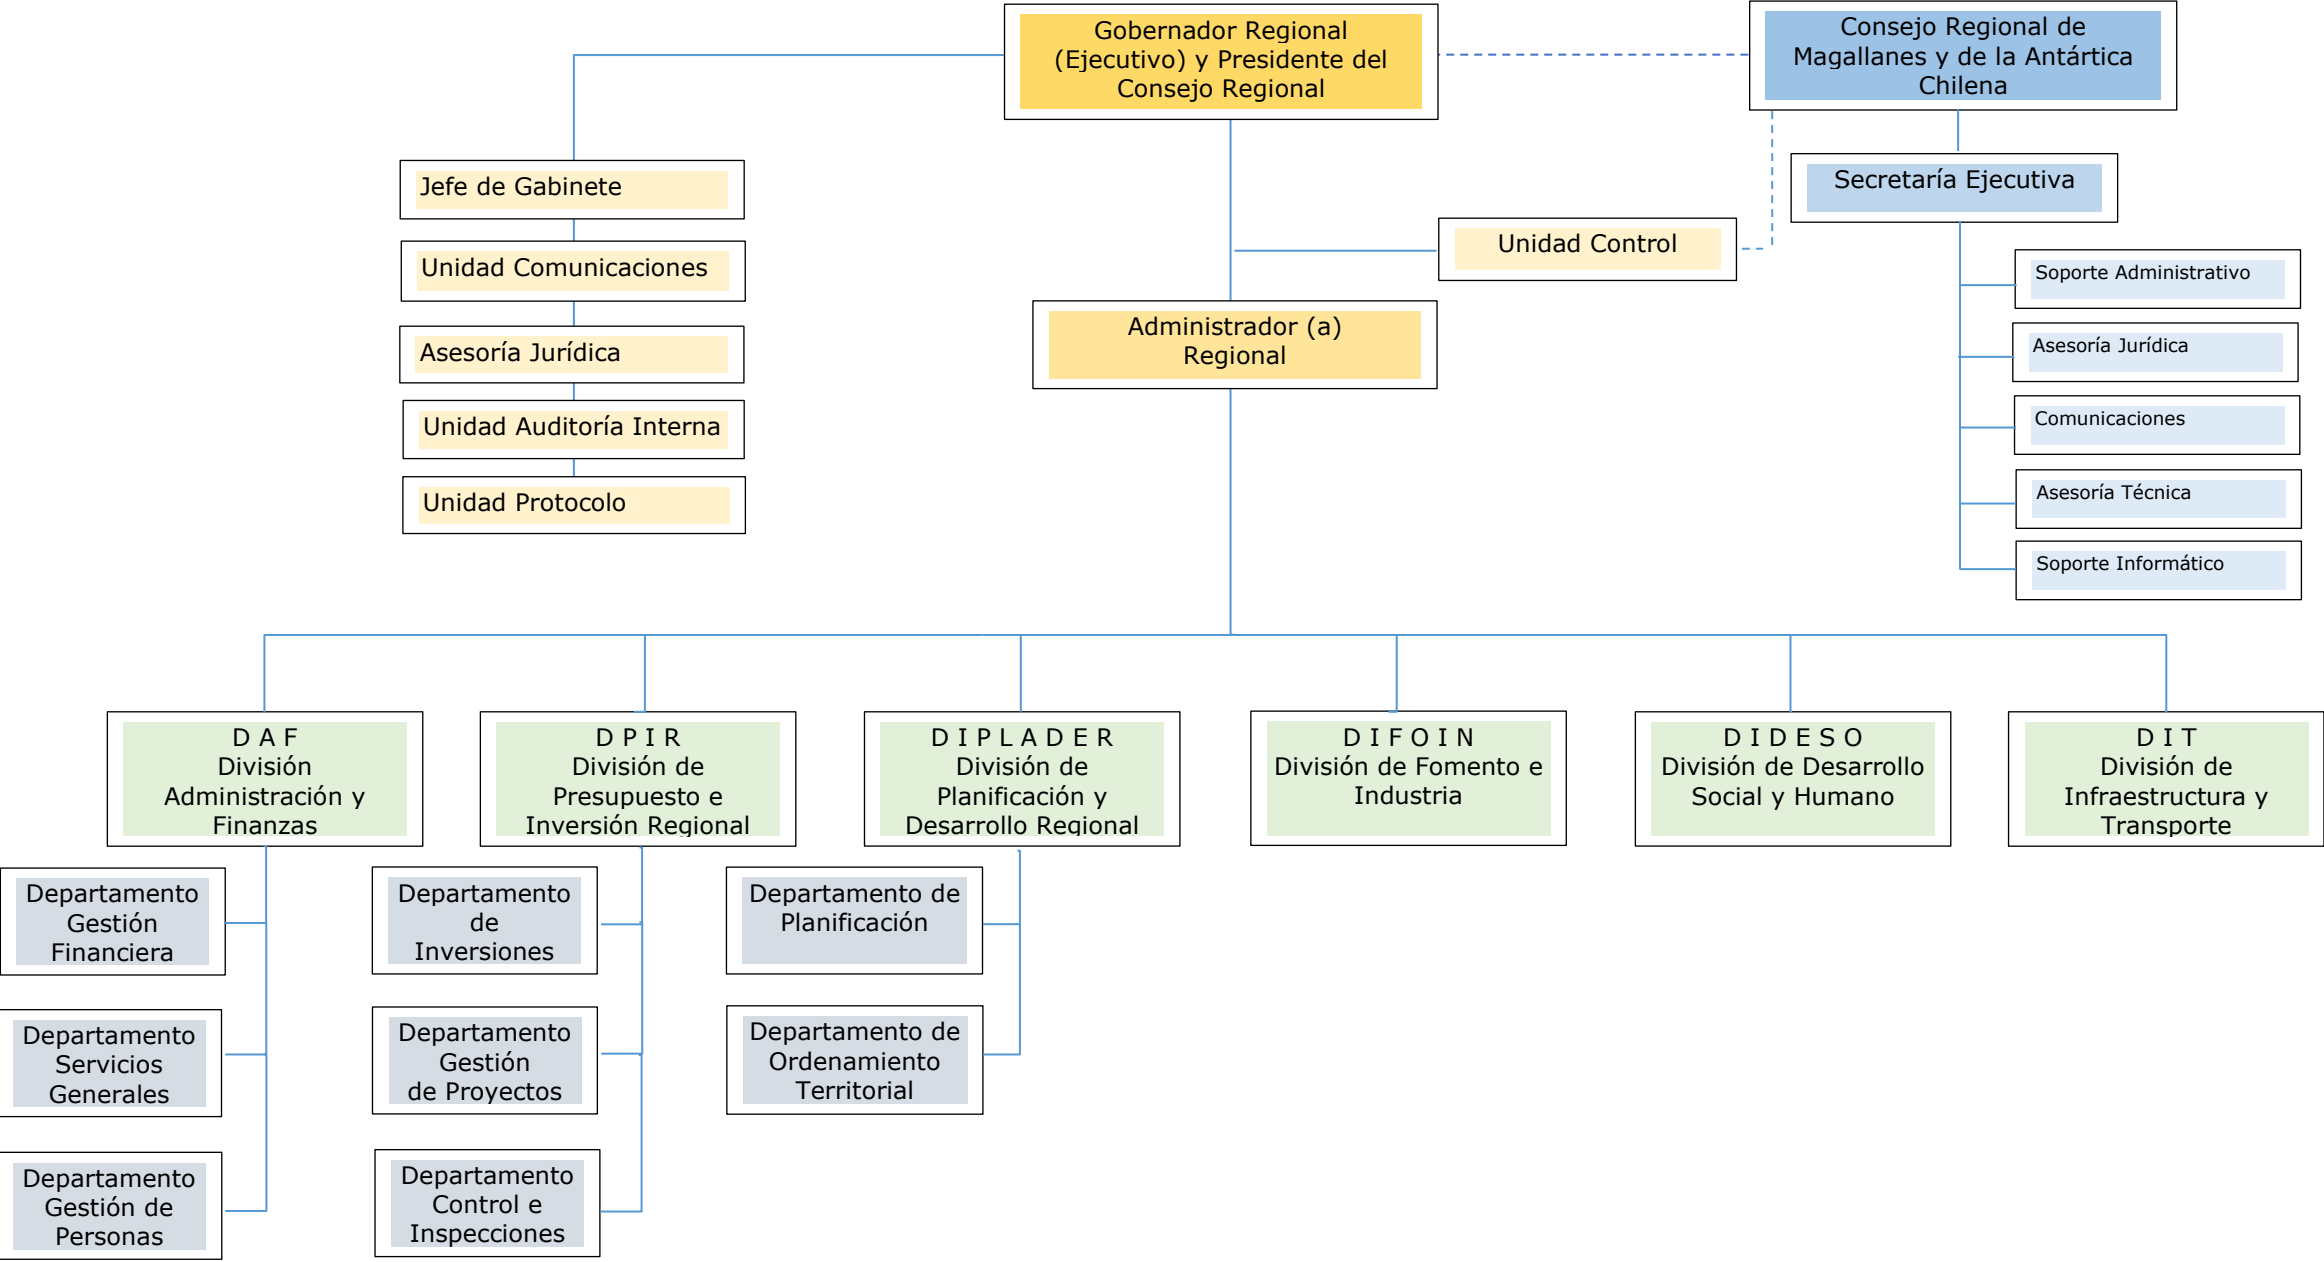 Gobernador Regional
(Ejecutivo) y Presidente del
Consejo Regional
Consejo Regional de
Magallanes y de la Antártica
Chilena
Jefe de Gabinete
Unidad Comunicaciones
Asesoría Jurídica
Unidad Auditoría Interna
Unidad Protocolo
Unidad Control
Administrador (a)
Regional
Secretaría Ejecutiva
Soporte Administrativo
Asesoría Jurídica
Comunicaciones
Asesoría Técnica
Soporte Informático
D A F
División
Administración y
Finanzas
D P I R
División de
Presupuesto e
Inversión Regional
D I P L A D E R
División de
Planificación y
Desarrollo Regional
D I F O I N
División de Fomento e
Industria
D I D E S O
División de Desarrollo
Social y Humano
D I T
División de
Infraestructura y
Transporte
Departamento
Gestión
Financiera
Departamento
Servicios
Generales
Departamento
Gestión de
Personas
Departamento
de
Inversiones
Departamento
Gestión
de Proyectos
Departamento
Control e
Inspecciones
Departamento de
Planificación
Departamento de
Ordenamiento
Territorial